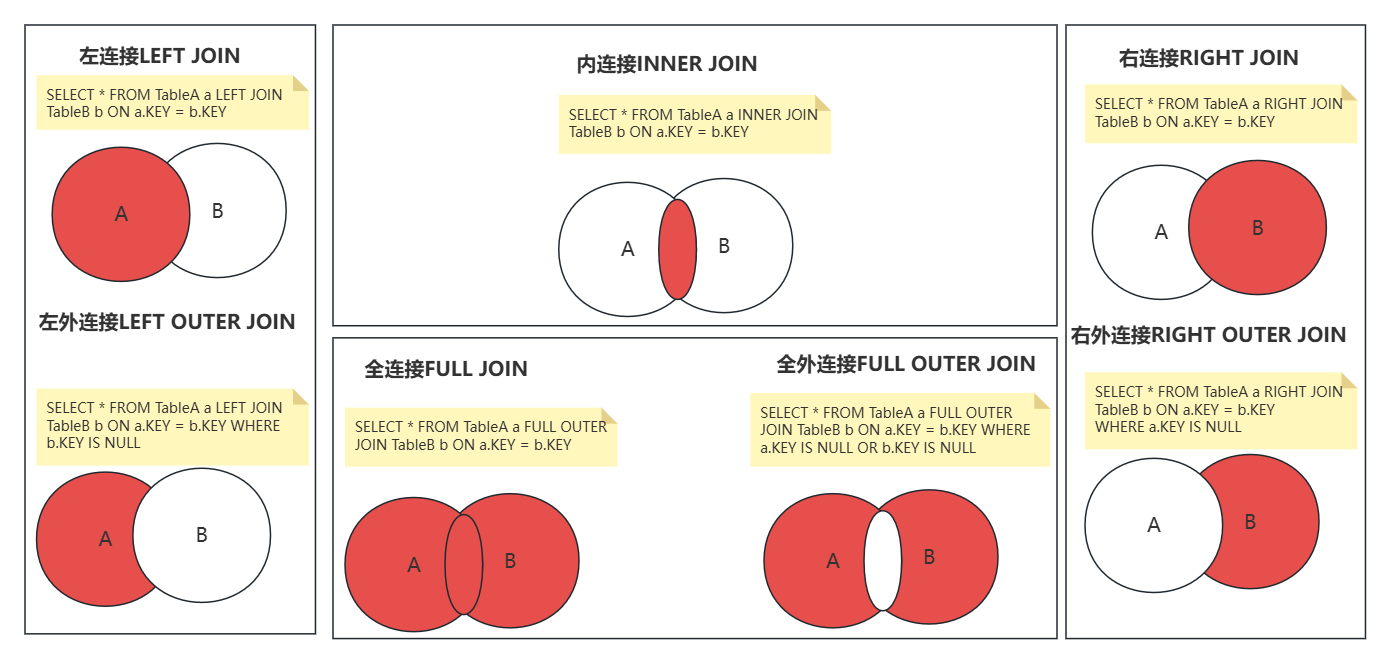 左连接LEFT JOIN
SELECT * FROM TableA a LEFT JOIN
TableB b ON a.KEY = b.KEY
A
B
左外连接LEFT OUTER JOIN
SELECT * FROM TableA a LEFT JOIN
TableB b ON a.KEY = b.KEY WHERE
b.KEY IS NULL
A
B
内连接INNER JOIN
SELECT * FROM TableA a INNER JOIN
TableB b ON a.KEY = b.KEY
A
B
全连接FULL JOIN
SELECT * FROM TableA a FULL OUTER
JOIN TableB b ON a.KEY = b.KEY
A
B
全外连接FULL OUTER JOIN
SELECT * FROM TableA a FULL OUTER
JOIN TableB b ON a.KEY = b.KEY WHERE
a.KEY IS NULL OR b.KEY IS NULL
A
B
右连接RIGHT JOIN
SELECT * FROM TableA a RIGHT JOIN
TableB b ON a.KEY = b.KEY
A
B
右外连接RIGHT OUTER JOIN
SELECT * FROM TableA a RIGHT JOIN
TableB b ON a.KEY = b.KEY
WHERE a.KEY IS NULL
A
B